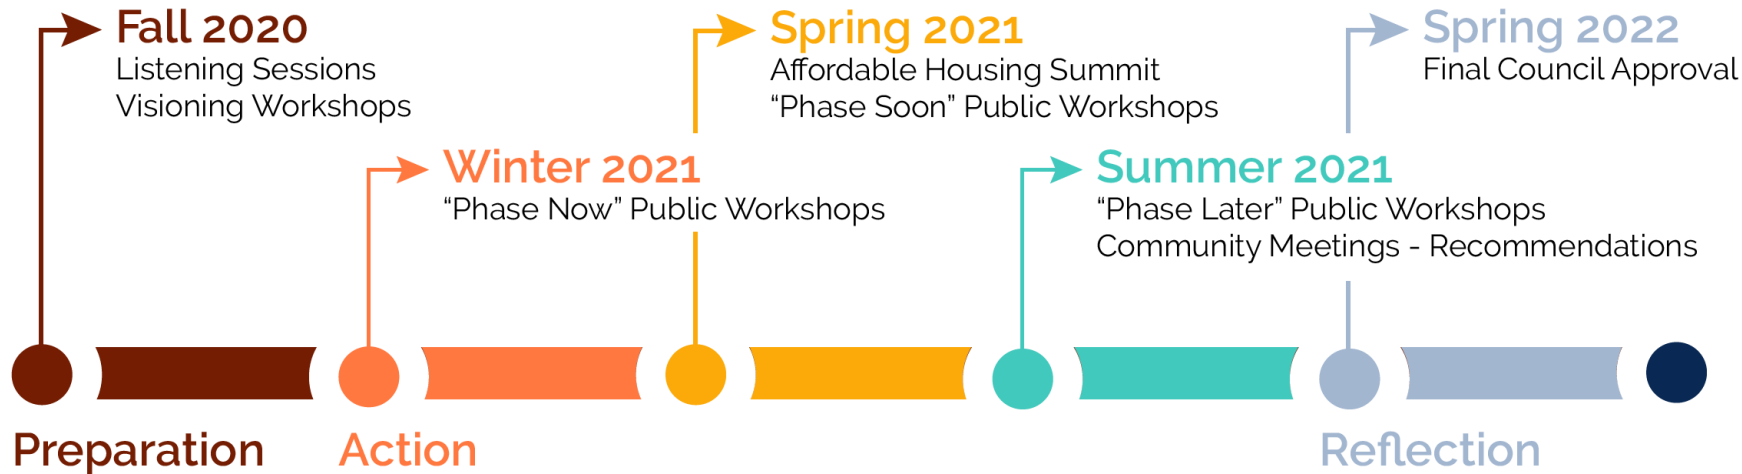 Fall 2020
Listening Sessions
Visioning Workshops
Winter 2021
“Phase Now” Public Workshops
Spring 2021
Affordable Housing Summit
“Phase Soon” Public Workshops
Summer 2021
“Phase Later” Public Workshops
Community Meetings - Recommendations
Spring 2022
Final Council Approval
Preparation
Action
Reflection